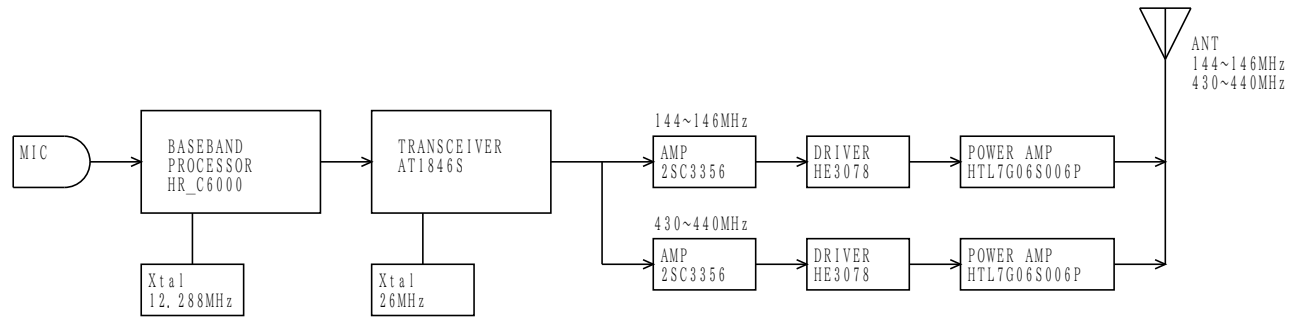 ANT
144~146MHz
430~440MHz
MIC
BASEBAND
PROCESSOR
HR_C6000
TRANSCEIVER
AT1846S
144~146MHz
AMP
2SC3356
DRIVER
HE3078
POWER AMP
HTL7G06S006P
430~440MHz
AMP
2SC3356
DRIVER
HE3078
POWER AMP
HTL7G06S006P
Xtal
12,288MHz
Xtal
26MHz